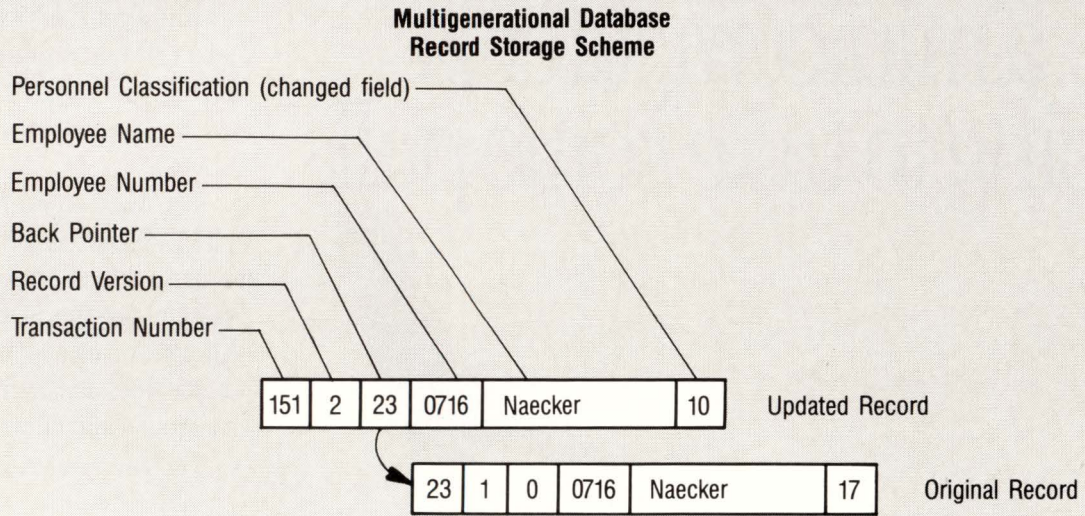 Multigenerational Database
Record Storage Scheme
Personnel Classification (changed field)
Employee Name
Employee Number
Back Pointer
Record Version
Transaction Number
151 2 23 0716 Naecker 10 Updated Record
23 1 0 0716 Naecker 17 Original Record